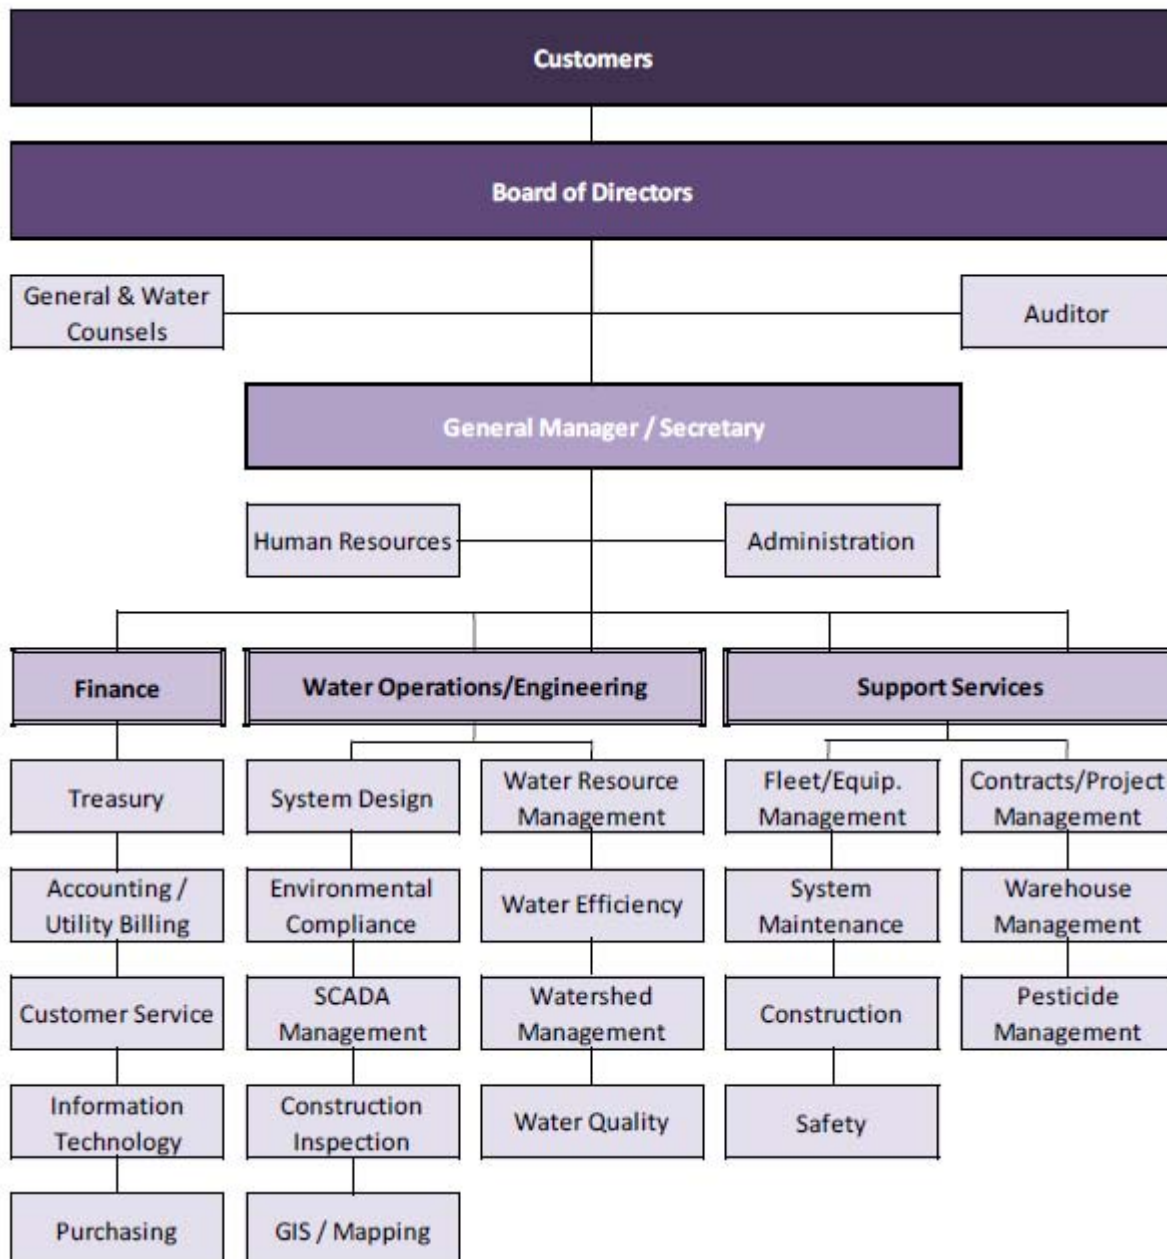 Customers
Board of Directors
General & Water
Counsels
Auditor
General Manager / Secretary
Human Resources
Administration
Finance
Water Operations/Engineering
Support Services
Treasury
System Design
Water Resource
Management
Fleet/Equip.
Management
Contracts/Project
Management
Accounting /
Utility Billing
Environmental
Compliance
Water Efficiency
System
Maintenance
Warehouse
Management
Customer Service
SCADA
Management
Watershed
Management
Construction
Pesticide
Management
Information
Technology
Construction
Inspection
Water Quality
Safety
Purchasing
GIS / Mapping